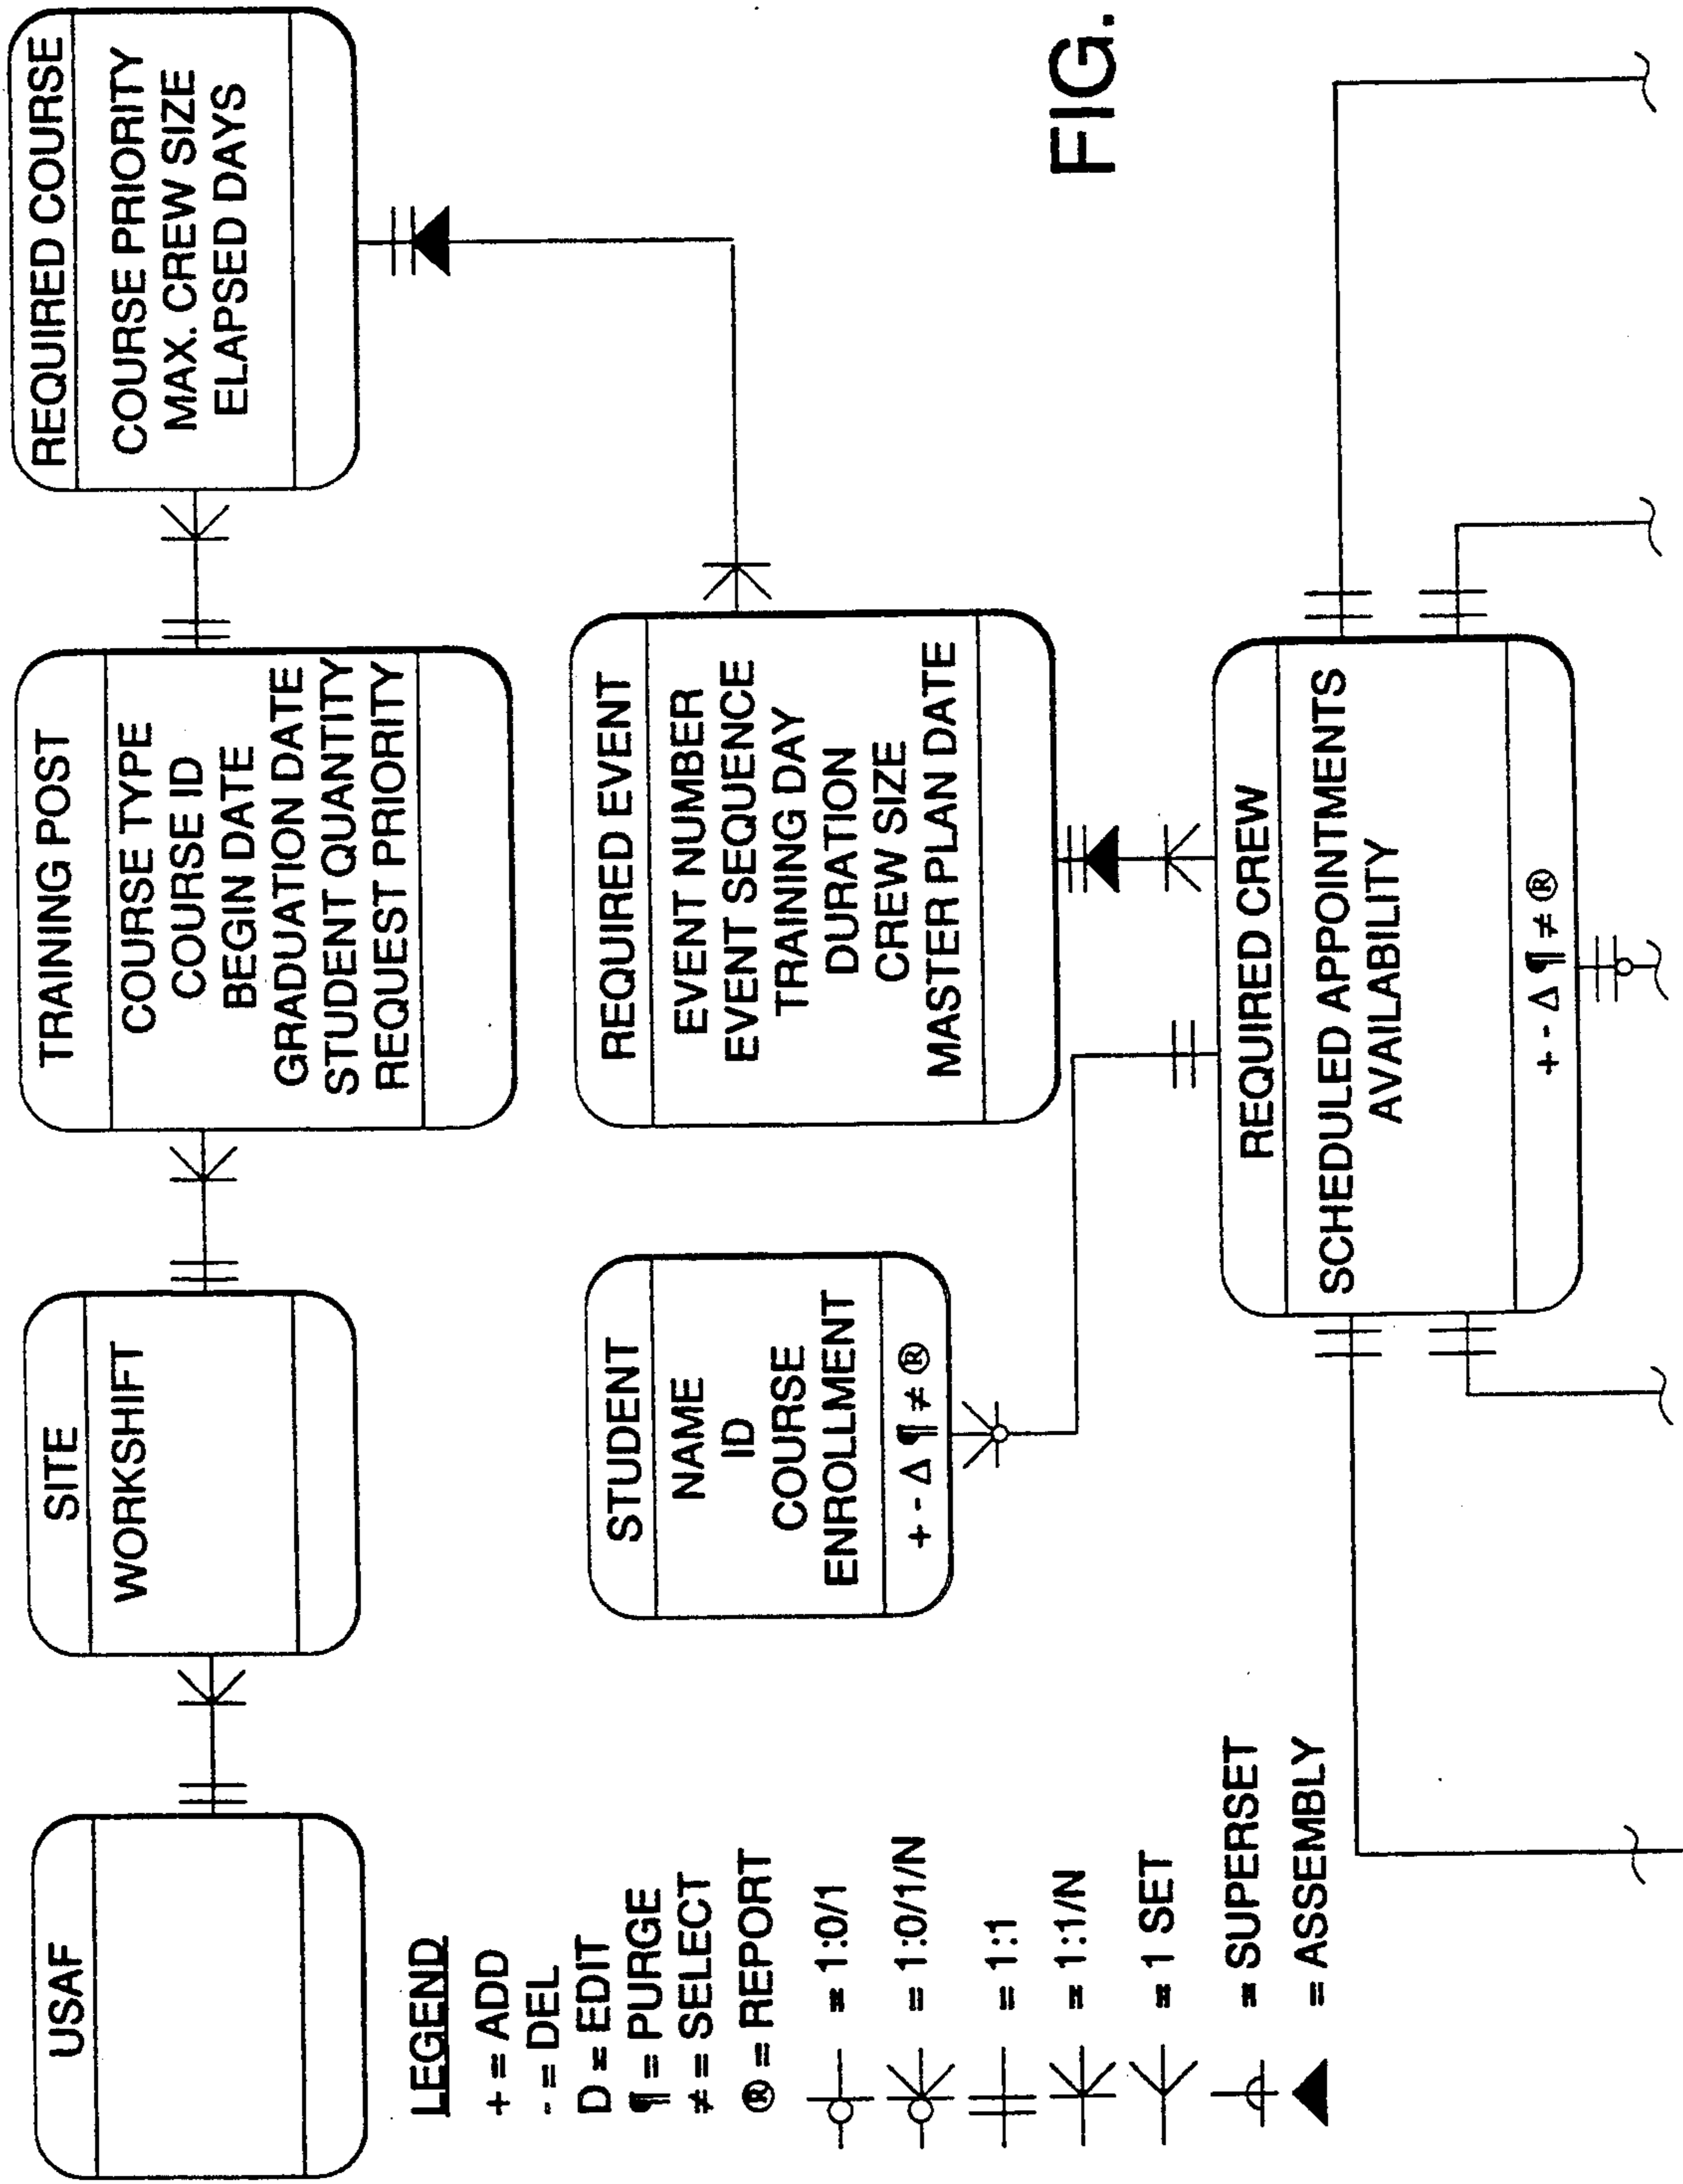 USAF
SITE
WORKSHIFT
TRAINING POST
COURSE TYPE
COURSE ID
BEGIN DATE
GRADUATION DATE
STUDENT QUANTITY
REQUEST PRIORITY
REQUIRED COURSE
COURSE PRIORITY
MAX. CREW SIZE
ELAPSED DAYS
LEGEND
+ = ADD
- = DEL
D = EDIT
¶ = PURGE
≠ = SELECT
® = REPORT
= 1:0/1
= 1:0/1/N
= 1:1
= 1:1/N
= 1 SET
= SUPERSET
= ASSEMBLY
STUDENT
NAME
ID
COURSE
ENROLLMENT
+ - Δ ¶ ≠ ®
REQUIRED EVENT
EVENT NUMBER
EVENT SEQUENCE
TRAINING DAY
DURATION
CREW SIZE
MASTER PLAN DATE
REQUIRED CREW
SCHEDULED APPOINTMENTS
AVAILABILITY
+ - Δ ¶ ≠ ®
FIG.